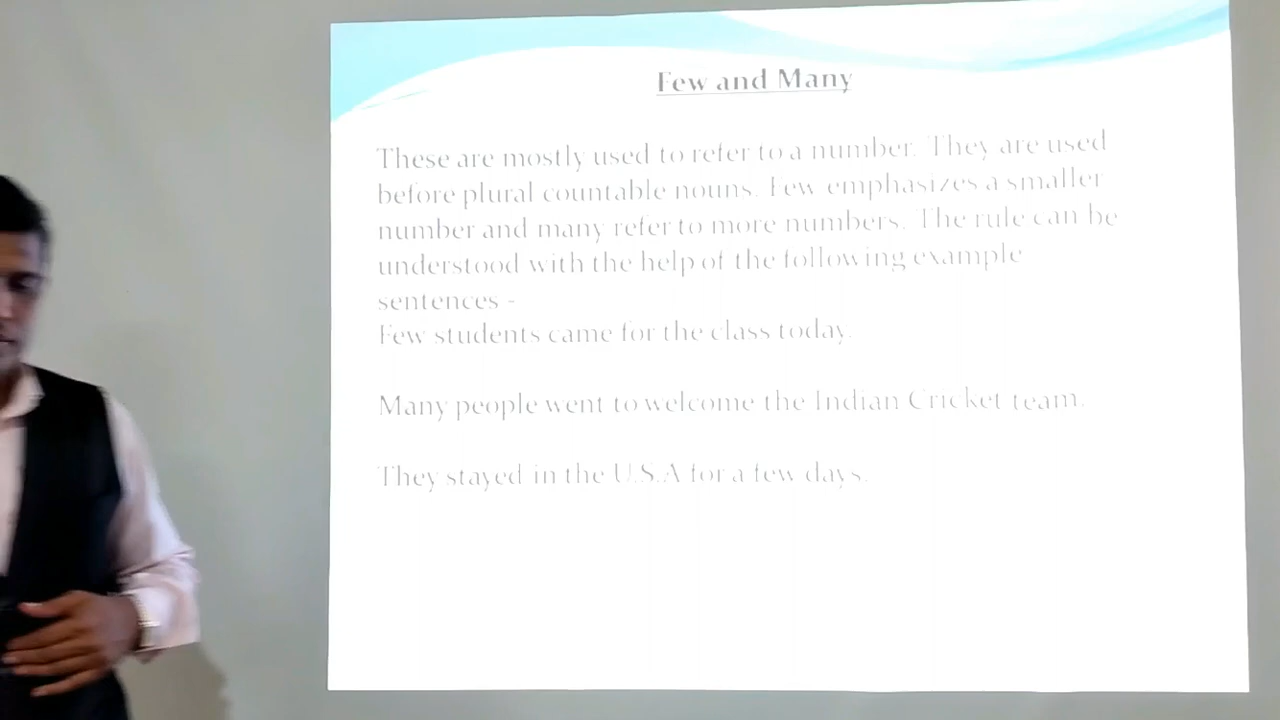 Few and Many
These are mostly used to refer to a number. They are used
before plural countable nouns. Few emphasizes a smaller
number and many refer to more numbers. The rule can be
understood with the help of the following example
sentences -
Few students came for the class today.
Many people went to welcome the Indian Cricket team.
They stayed in the U.S.A for a few days.